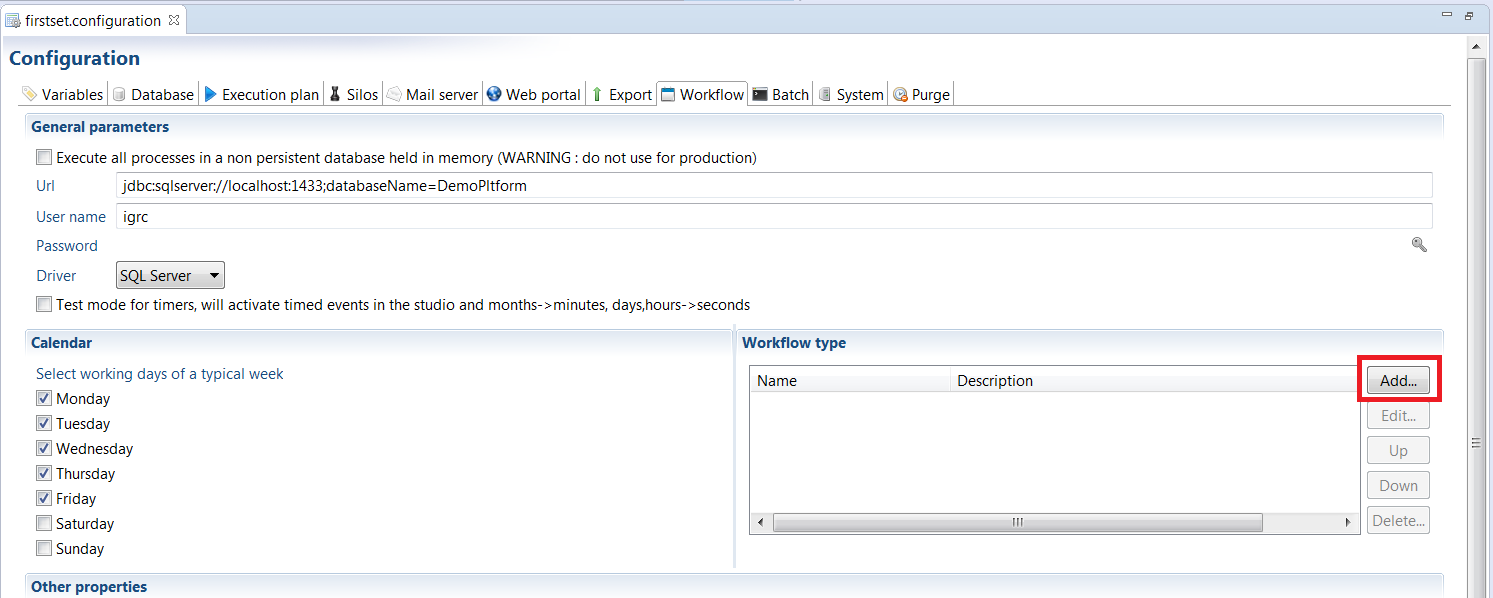 firstset.configuration
Configuration
Variables Database Execution plan Silos Mail server Web portal Export Workflow Batch System Purge
General parameters
Execute all processes in a non persistent database held in memory (WARNING : do not use for production)
Url jdbc:sqlserver://localhost:1433;databaseName=DemoPltform
User name igrc
Password
Driver SQL Server
Test mode for timers, will activate timed events in the studio and months->minutes, days,hours->seconds
Calendar
Select working days of a typical week
Monday
Tuesday
Wednesday
Thursday
Friday
Saturday
Sunday
Workflow type
Name Description
Add...
Edit...
Up
Down
Delete...
Other properties